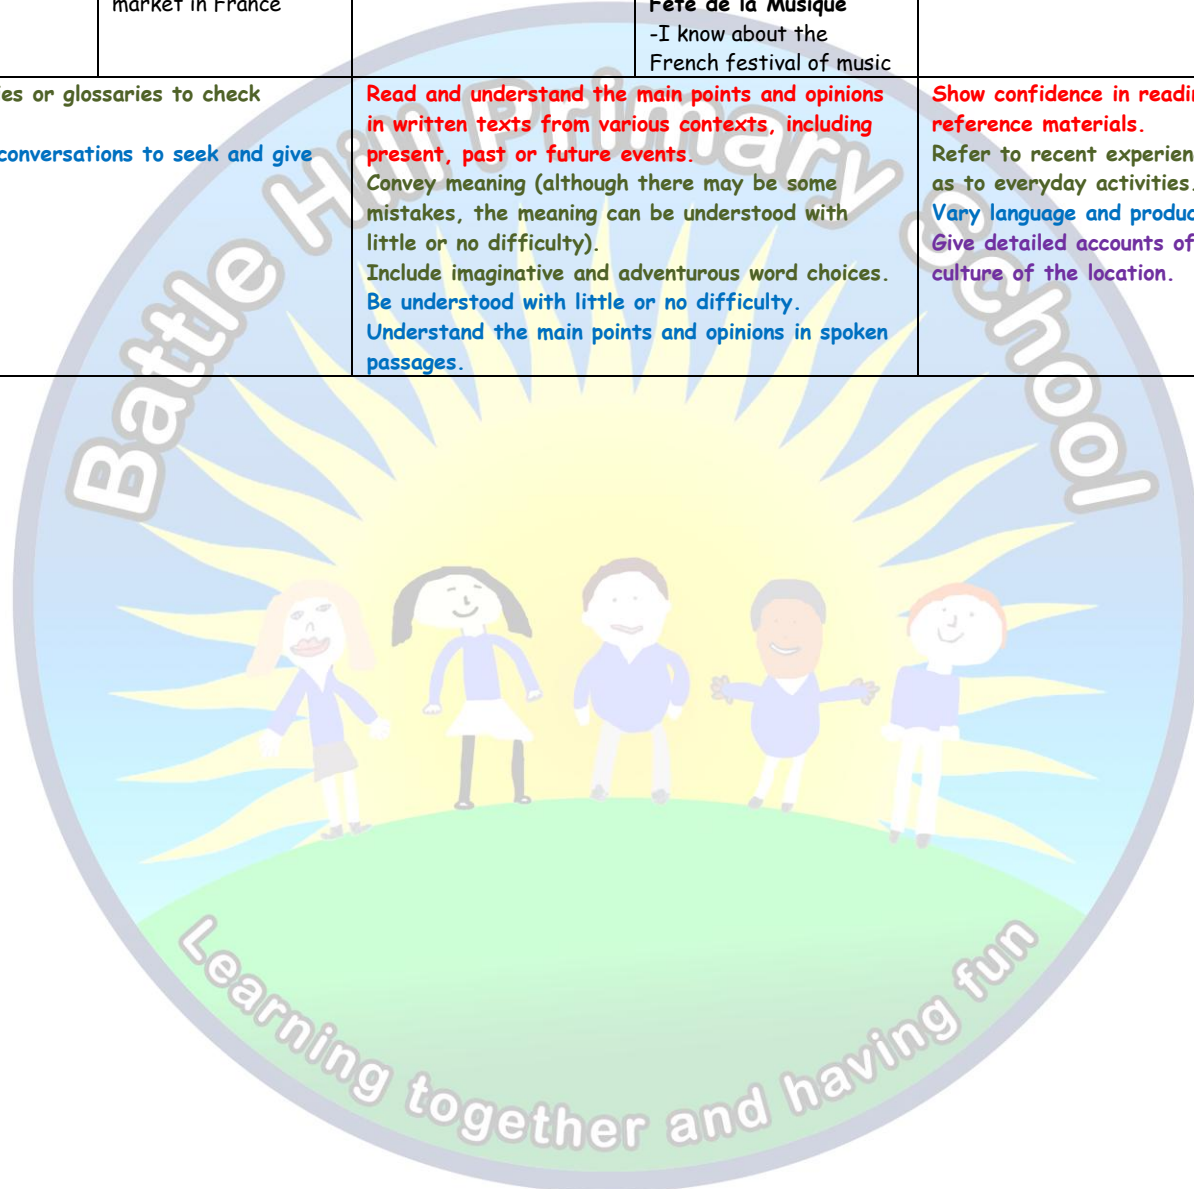 market in France
Fête de la Musique
-I know about the
French festival of music
es or glossaries to check
conversations to seek and give
Read and understand the main points and opinions
in written texts from various contexts, including
present, past or future events.
Convey meaning (although there may be some
mistakes, the meaning can be understood with
little or no difficulty).
Include imaginative and adventurous word choices.
Be understood with little or no difficulty.
Understand the main points and opinions in spoken
passages.
Show confidence in readin
reference materials.
Refer to recent experien
as to everyday activities.
Vary language and produc
Give detailed accounts of
culture of the location.
Battle Hill Primary School
Learning together and having fun